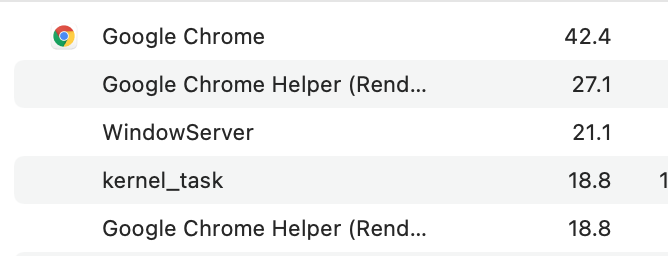 Google Chrome 42.4
Google Chrome Helper (Rend... 27.1
WindowServer 21.1
kernel_task 18.8 1
Google Chrome Helper (Rend... 18.8